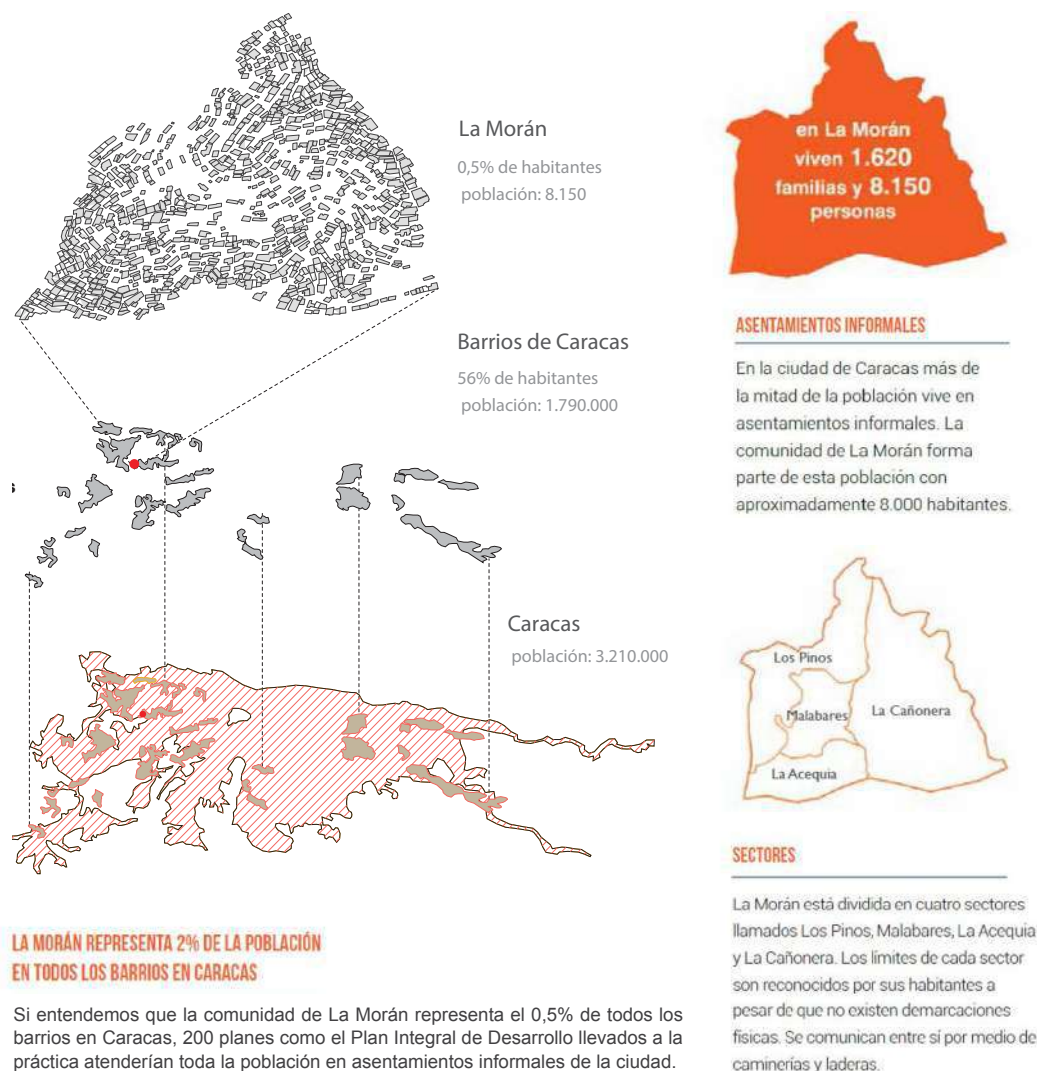 La Morán
0,5% de habitantes
población: 8.150
Barrios de Caracas
56% de habitantes
población: 1.790.000
s
Caracas
población: 3.210.000
LA MORÁN REPRESENTA 2% DE LA POBLACIÓN
EN TODOS LOS BARRIOS EN CARACAS
Si entendemos que la comunidad de La Morán representa el 0,5% de todos los
barrios en Caracas, 200 planes como el Plan Integral de Desarrollo llevados a la
práctica atenderían toda la población en asentamientos informales de la ciudad.
en La Morán
viven 1.620
familias y 8.150
personas
ASENTAMIENTOS INFORMALES
En la ciudad de Caracas más de
la mitad de la población vive en
asentamientos informales. La
comunidad de La Morán forma
parte de esta población con
aproximadamente 8.000 habitantes.
Los Pinos
Malabares
La Cañonera
La Acequia
SECTORES
La Morán está dividida en cuatro sectores
llamados Los Pinos, Malabares, La Acequia
y La Cañonera. Los límites de cada sector
son reconocidos por sus habitantes a
pesar de que no existen demarcaciones
físicas. Se comunican entre sí por medio de
caminerías y laderas.